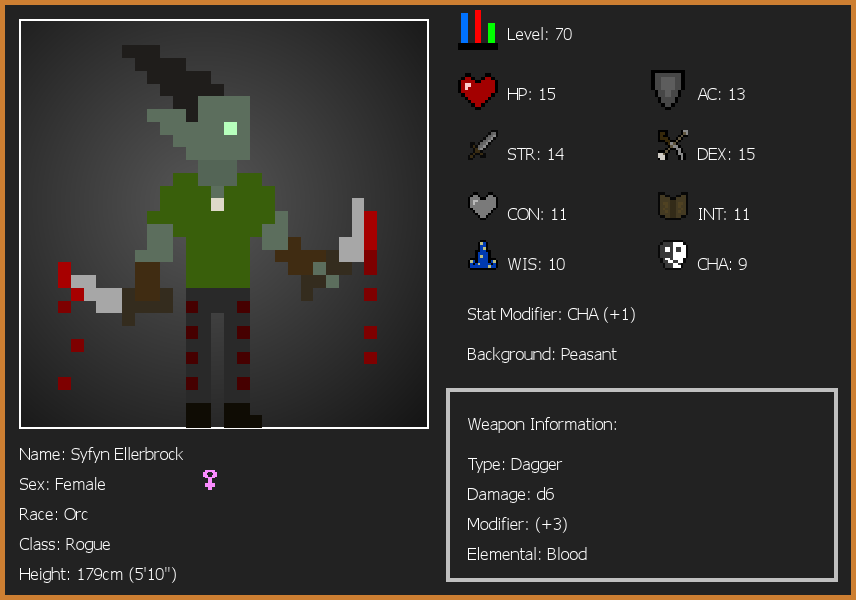 Level: 70
HP: 15
AC: 13
STR: 14
DEX: 15
CON: 11
INT: 11
WIS: 10
CHA: 9
Stat Modifier: CHA (+1)
Background: Peasant
Weapon Information:
Type: Dagger
Damage: d6
Modifier: (+3)
Elemental: Blood
Name: Syfyn Ellerbrock
Sex: Female
Race: Orc
Class: Rogue
Height: 179cm (5'10")